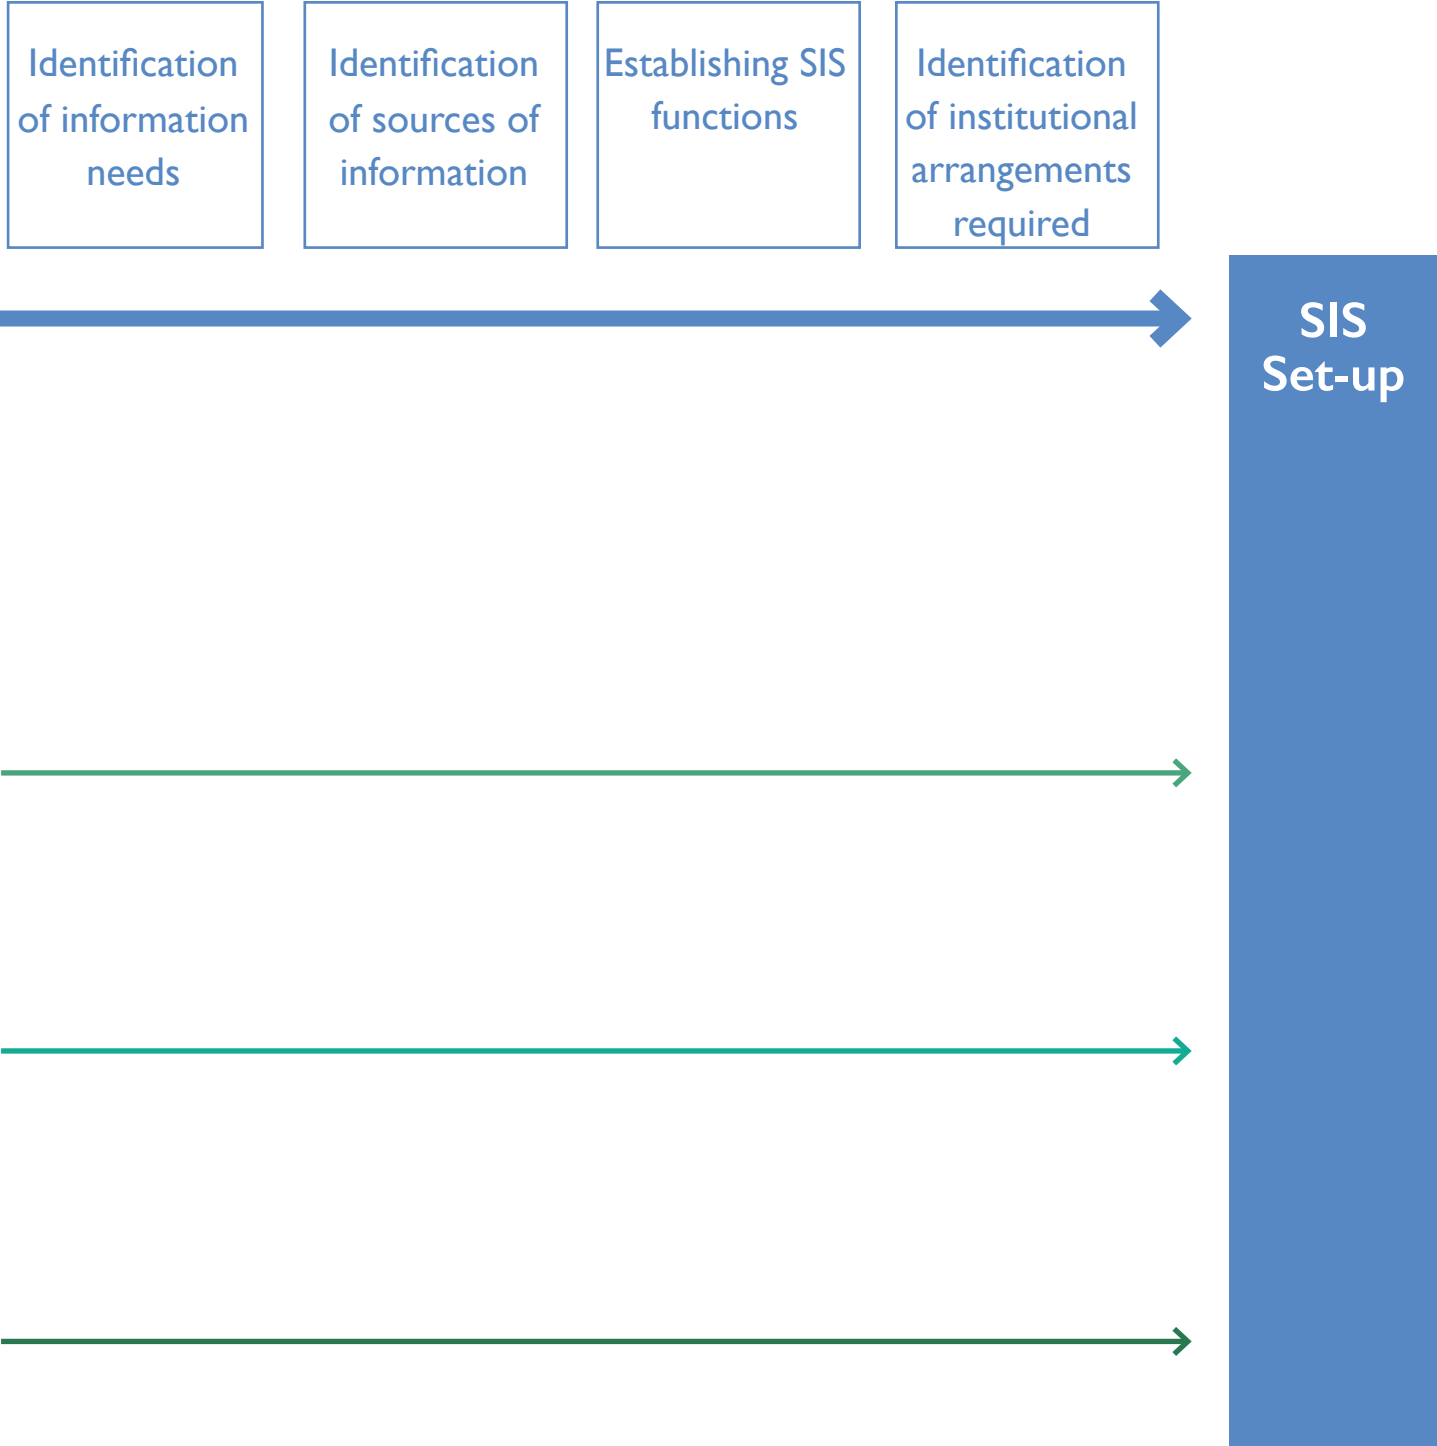 Identification
of information
needs
Identification
of sources of
information
Establishing SIS
functions
Identification
of institutional
arrangements
required
SIS
Set-up